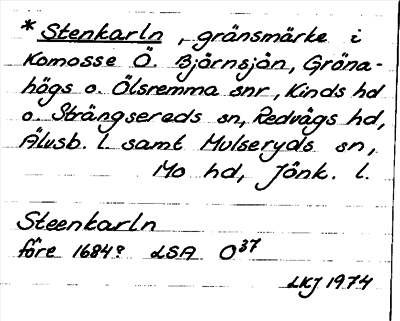 * Stenkarln, gränsmärke i
Komosse Ö. Björnsjön, Gröna-
högs o. Ölsremma snr, Kinds hd
o. Strängsereds sn, Redvägs hd,
Älvsb. l. samt Mulseryds sn,
Mo hd, Jönk. l.
Steenkarln
före 1684? LSA O37
LKJ 1974